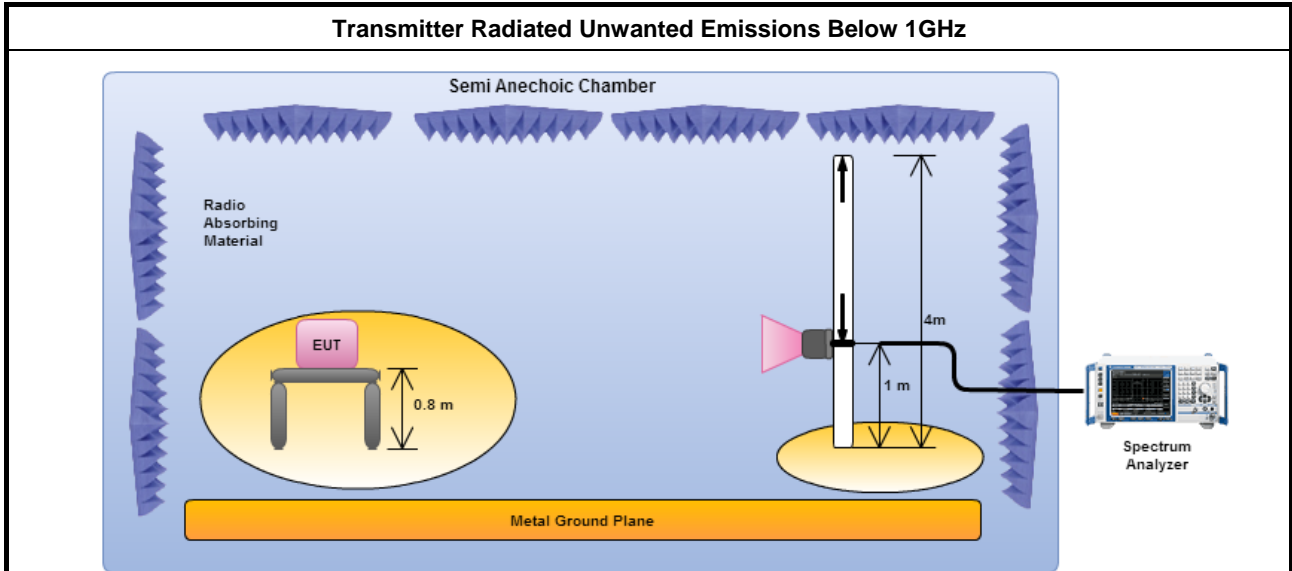 Transmitter Radiated Unwanted Emissions Below 1GHz
Semi Anechoic Chamber
Radio
Absorbing
Material
EUT
0.8 m
4m
1 m
Spectrum
Analyzer
Metal Ground Plane